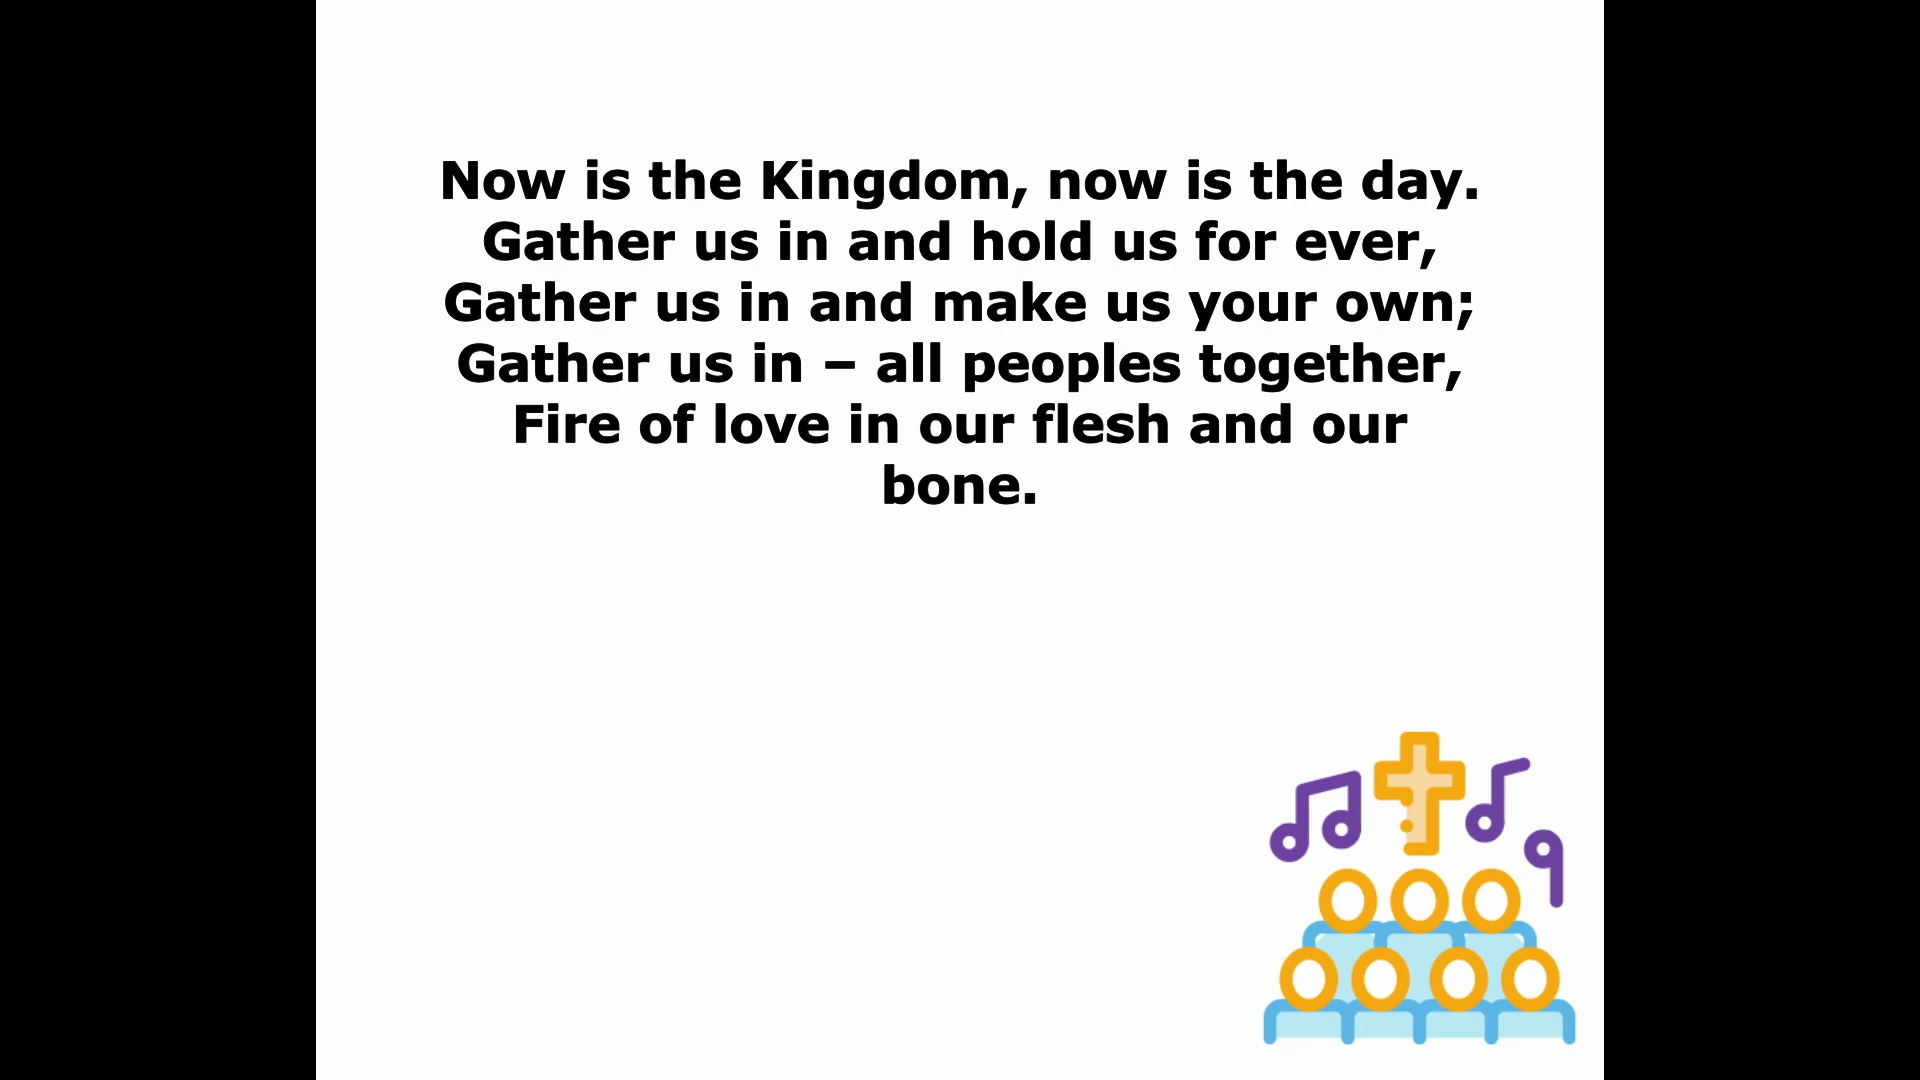 Now is the Kingdom, now is the day.
Gather us in and hold us for ever,
Gather us in and make us your own;
Gather us in – all peoples together,
Fire of love in our flesh and our
bone.